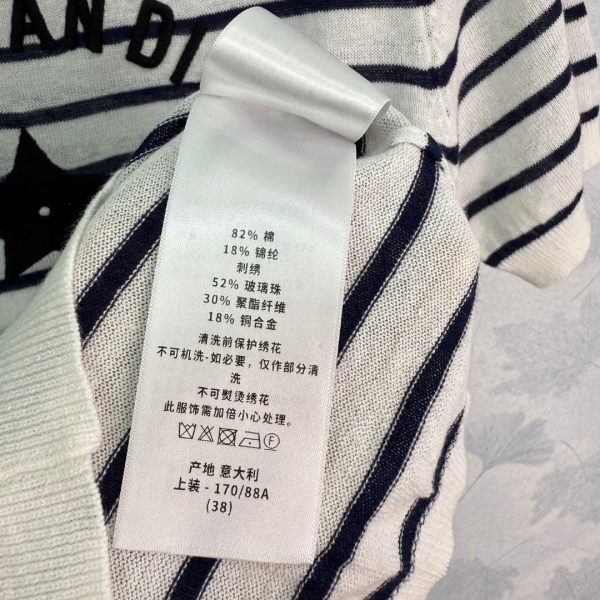 ANDI
82% 棉
18% 锦纶
刺绣
52% 玻璃珠
30% 聚酯纤维
18% 铜合金
清洗前保护绣花
不可机洗-如必要，仅作部分清
洗
不可熨烫绣花
此服饰需加倍小心处理。
F
产地 意大利
上装 - 170/88A
(38)